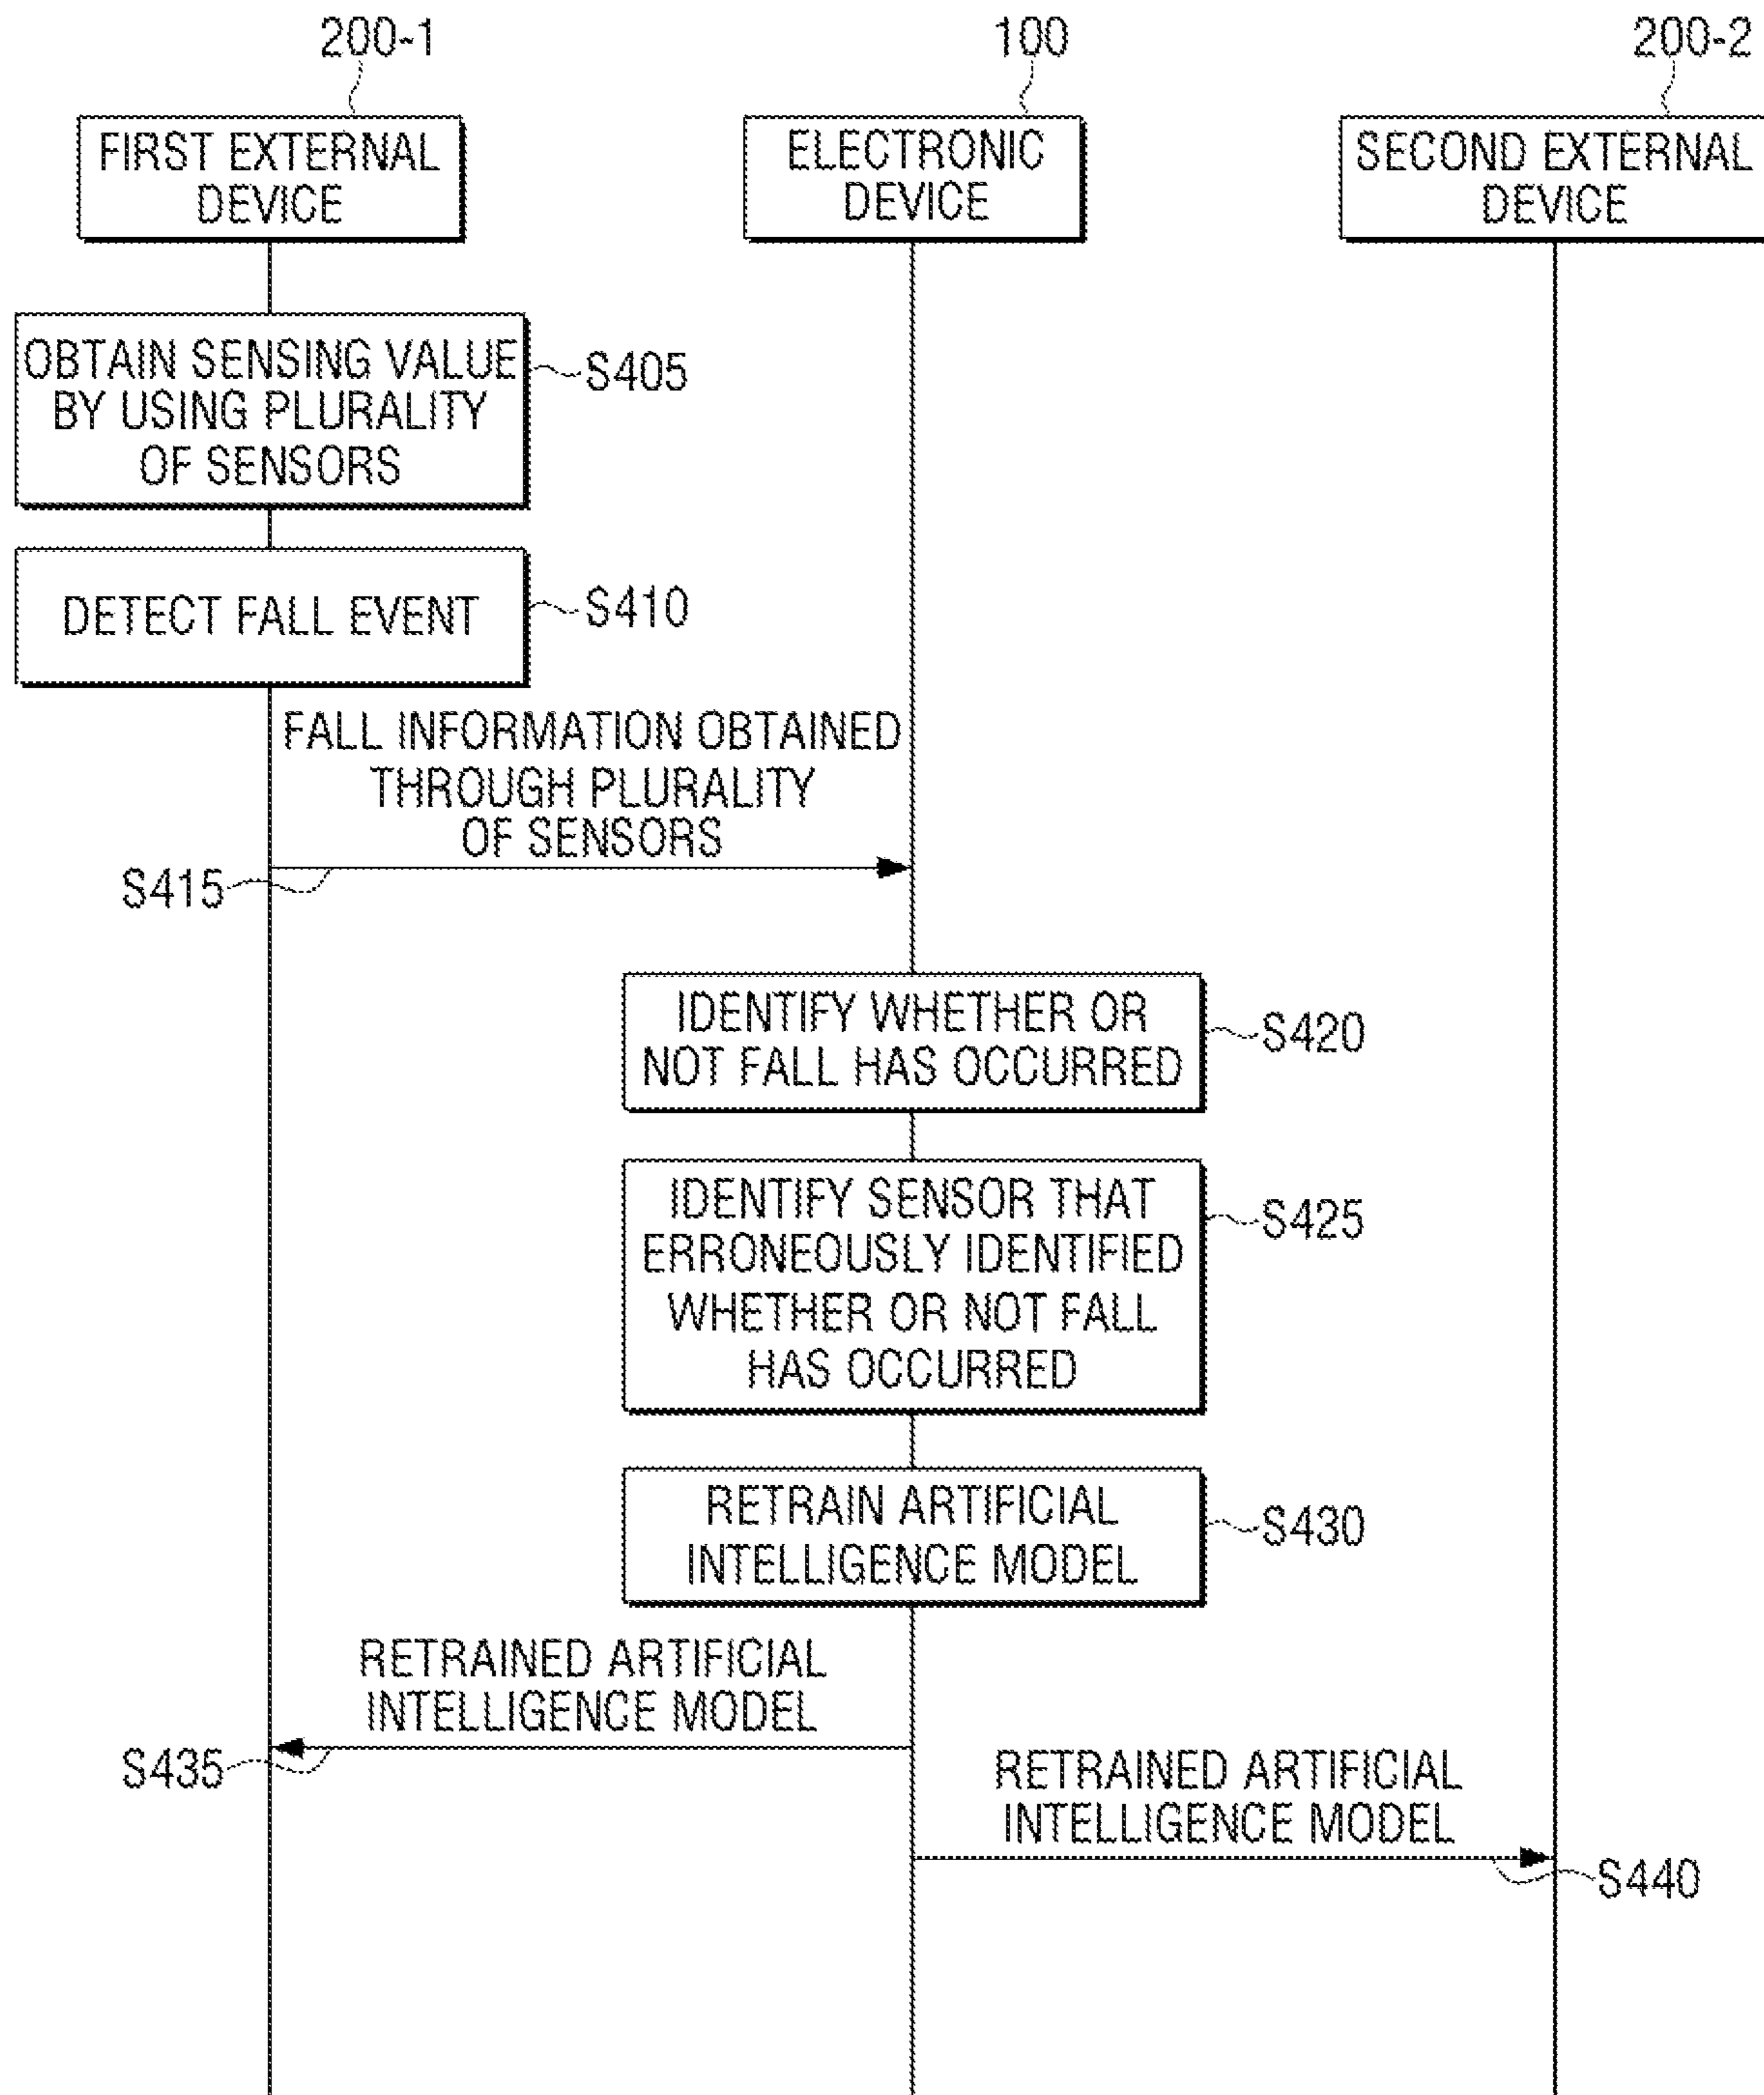 200-1
100
200-2
FIRST EXTERNAL
DEVICE
ELECTRONIC
DEVICE
SECOND EXTERNAL
DEVICE
OBTAIN SENSING VALUE
BY USING PLURALITY
OF SENSORS
S405
DETECT FALL EVENT
S410
FALL INFORMATION OBTAINED
THROUGH PLURALITY
OF SENSORS
S415
IDENTIFY WHETHER OR
NOT FALL HAS OCCURRED
S420
IDENTIFY SENSOR THAT
ERRONEOUSLY IDENTIFIED
WHETHER OR NOT FALL
HAS OCCURRED
S425
RETRAIN ARTIFICIAL
INTELLIGENCE MODEL
S430
RETRAINED ARTIFICIAL
INTELLIGENCE MODEL
S435
RETRAINED ARTIFICIAL
INTELLIGENCE MODEL
S440